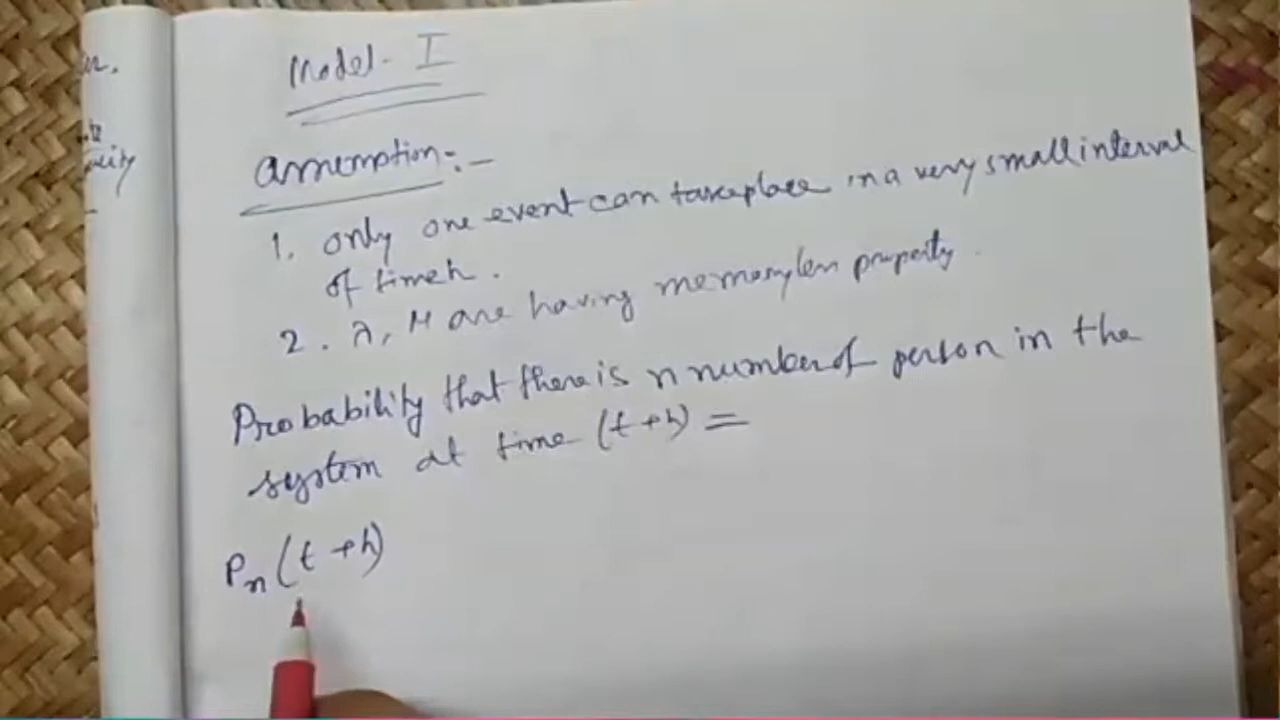 Model - I
Assumption :-
1. Only one event can take place in a very small interval
of time h.
2. λ, μ are having memoryless property.
Probability that there is n number of person in the
system at time (t+h) =
Pn (t+h)